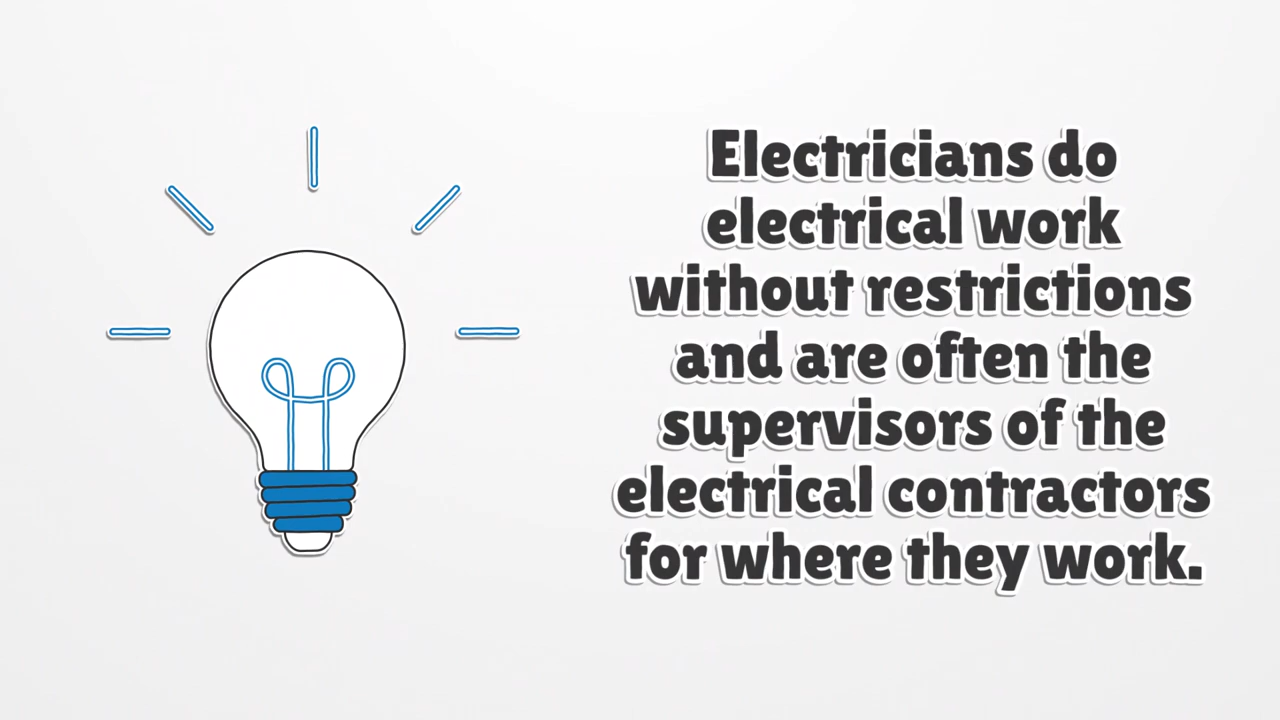 Electricians do
electrical work
without restrictions
and are often the
supervisors of the
electrical contractors
for where they work.